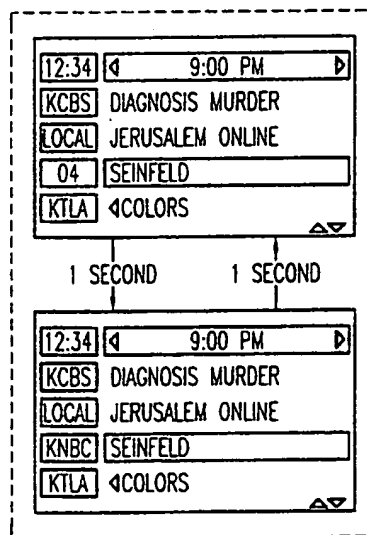 12:34 9:00 PM
KCBS DIAGNOSIS MURDER
LOCAL JERUSALEM ONLINE
04 SEINFELD
KTLA COLORS
1 SECOND 1 SECOND
12:34 9:00 PM
KCBS DIAGNOSIS MURDER
LOCAL JERUSALEM ONLINE
KNBC SEINFELD
KTLA COLORS